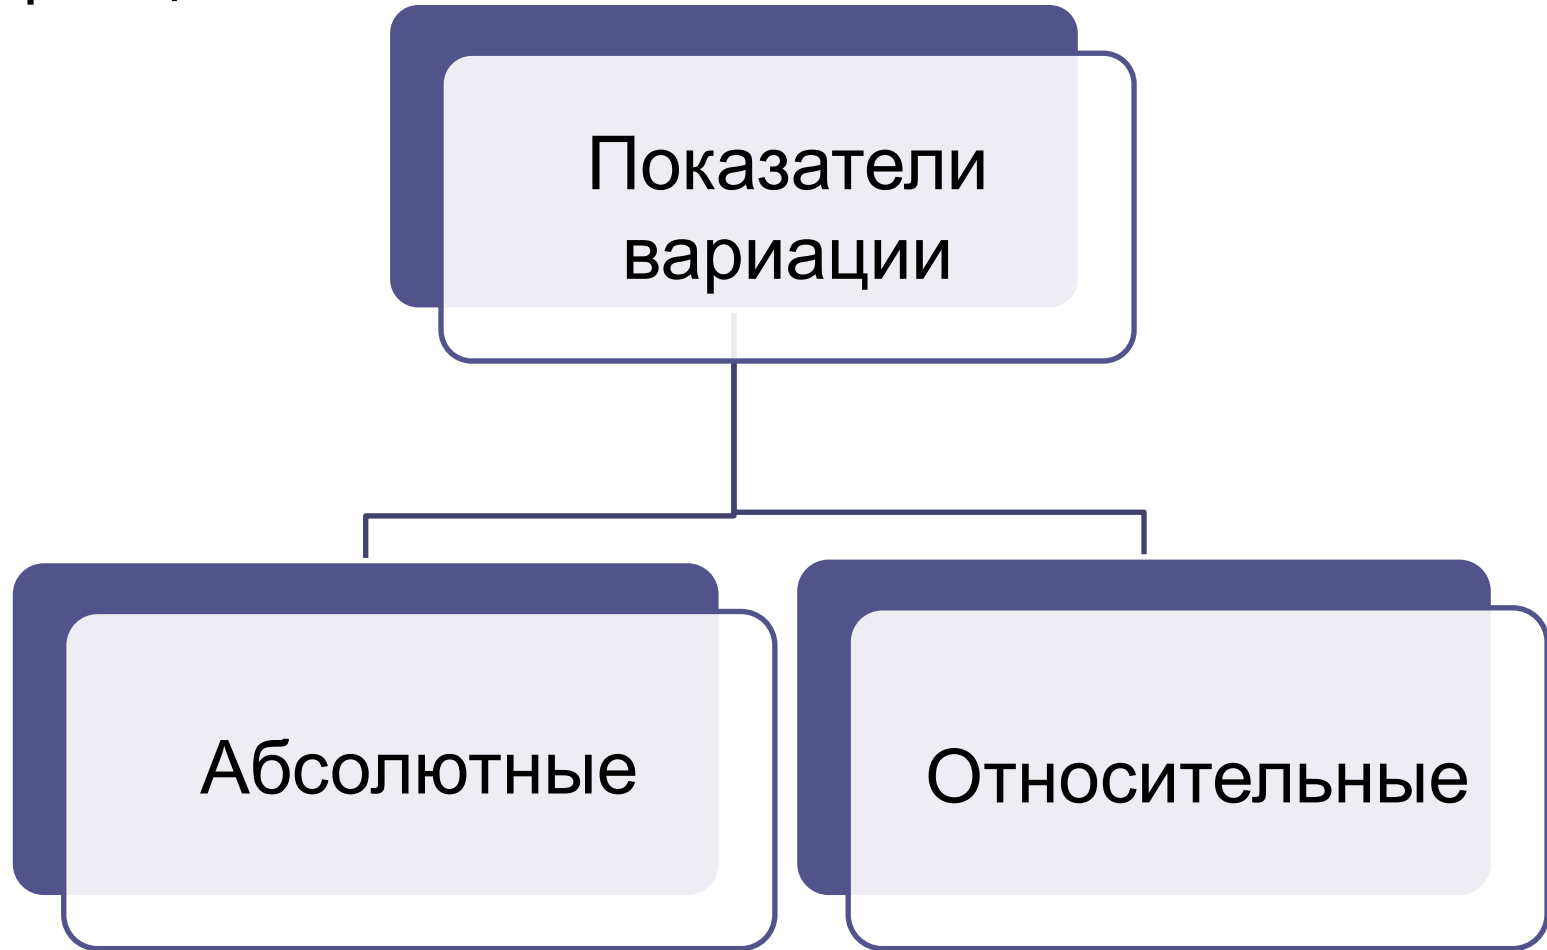 Показатели
вариации
Абсолютные
Относительные